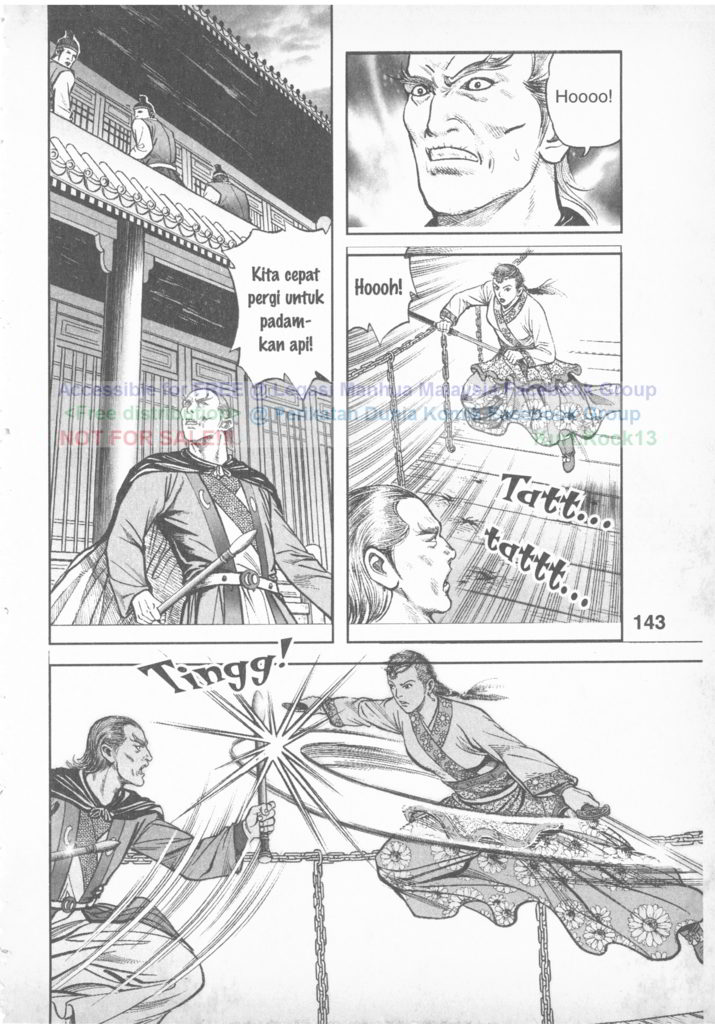 Hoooo!
Kita cepat
pergi untuk
padam-
kan api!
Hoooh!
Accessible for FREE @ Legasi Manhua Malaysia Facebook Group
<Free distribution> @ Penkatah Dunia Komik Facebook Group
NOT FOR SALE!!!
Rock13
Tatt...
tattt...
143
Tingg!